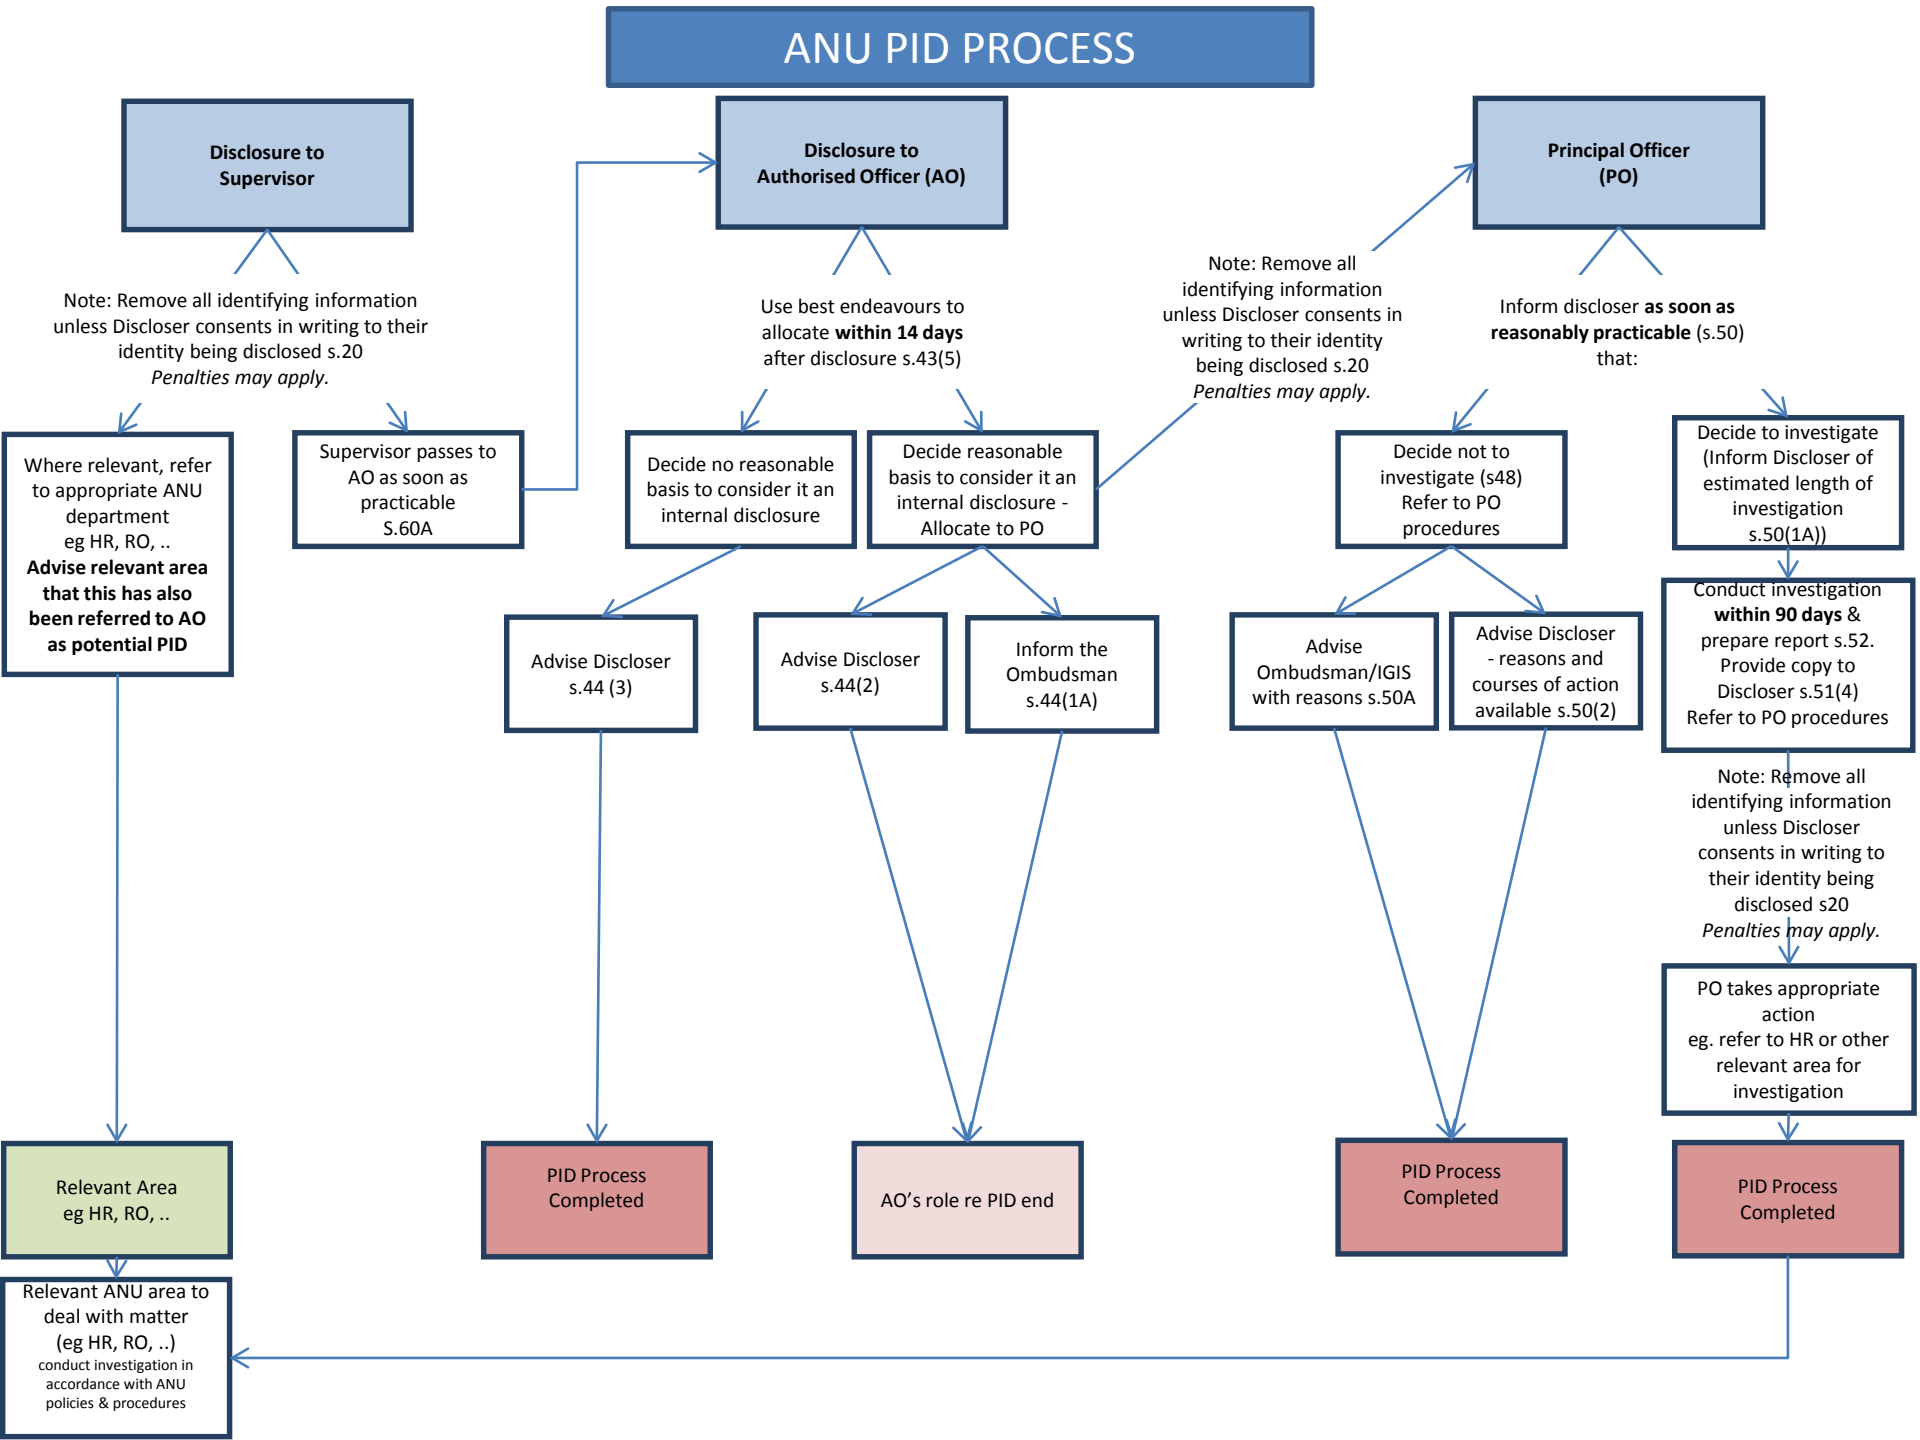 ANU PID PROCESS
Disclosure to
Supervisor
Disclosure to
Authorised Officer (AO)
Principal Officer
(PO)
Note: Remove all identifying information
unless Discloser consents in writing to their
identity being disclosed s.20
Penalties may apply.
Use best endeavours to
allocate within 14 days
after disclosure s.43(5)
Note: Remove all
identifying information
unless Discloser consents in
writing to their identity
being disclosed s.20
Penalties may apply.
Inform discloser as soon as
reasonably practicable (s.50)
that:
Where relevant, refer
to appropriate ANU
department
eg HR, RO, ..
Advise relevant area
that this has also
been referred to AO
as potential PID
Supervisor passes to
AO as soon as
practicable
S.60A
Decide no reasonable
basis to consider it an
internal disclosure
Decide reasonable
basis to consider it an
internal disclosure -
Allocate to PO
Decide not to
investigate (s48)
Refer to PO
procedures
Decide to investigate
(Inform Discloser of
estimated length of
investigation
s.50(1A))
Advise Discloser
s.44 (3)
Advise Discloser
s.44(2)
Inform the
Ombudsman
s.44(1A)
Advise
Ombudsman/IGIS
with reasons s.50A
Advise Discloser
- reasons and
courses of action
available s.50(2)
Conduct investigation
within 90 days &
prepare report s.52.
Provide copy to
Discloser s.51(4)
Refer to PO procedures
Note: Remove all
identifying information
unless Discloser
consents in writing to
their identity being
disclosed s20
Penalties may apply.
PO takes appropriate
action
eg. refer to HR or other
relevant area for
investigation
Relevant Area
eg HR, RO, ..
PID Process
Completed
AO’s role re PID end
PID Process
Completed
PID Process
Completed
Relevant ANU area to
deal with matter
(eg HR, RO, ..)
conduct investigation in
accordance with ANU
policies & procedures